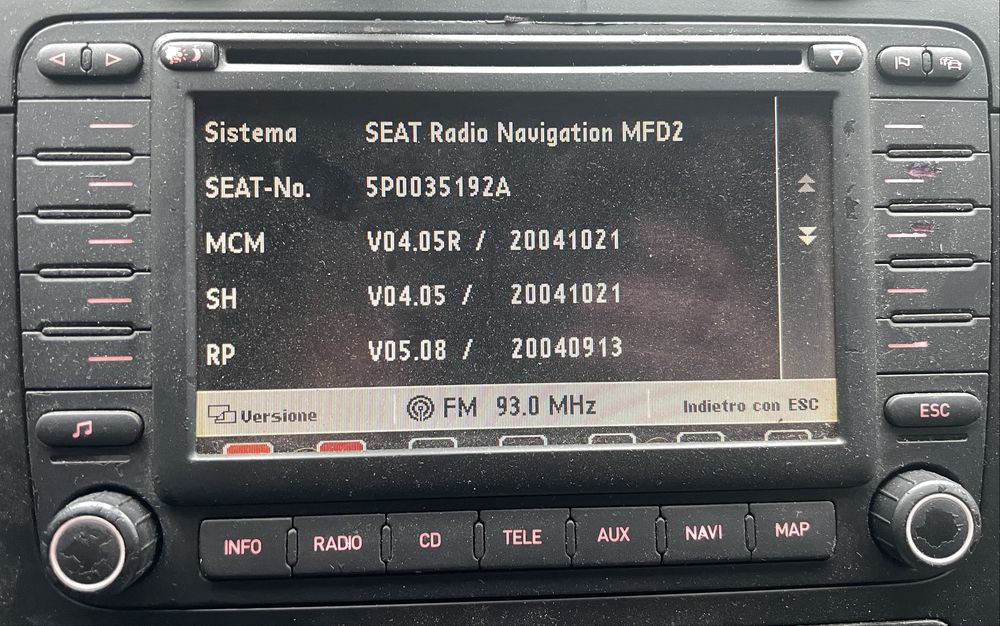 Sistema SEAT Radio Navigation MFD2
SEAT-No. 5P0035192A
MCM V04.05R / 20041021
SH V04.05 / 20041021
RP V05.08 / 20040913
Versione FM 93.0 MHz Indietro con ESC
ESC
INFO RADIO CD TELE AUX NAVI MAP